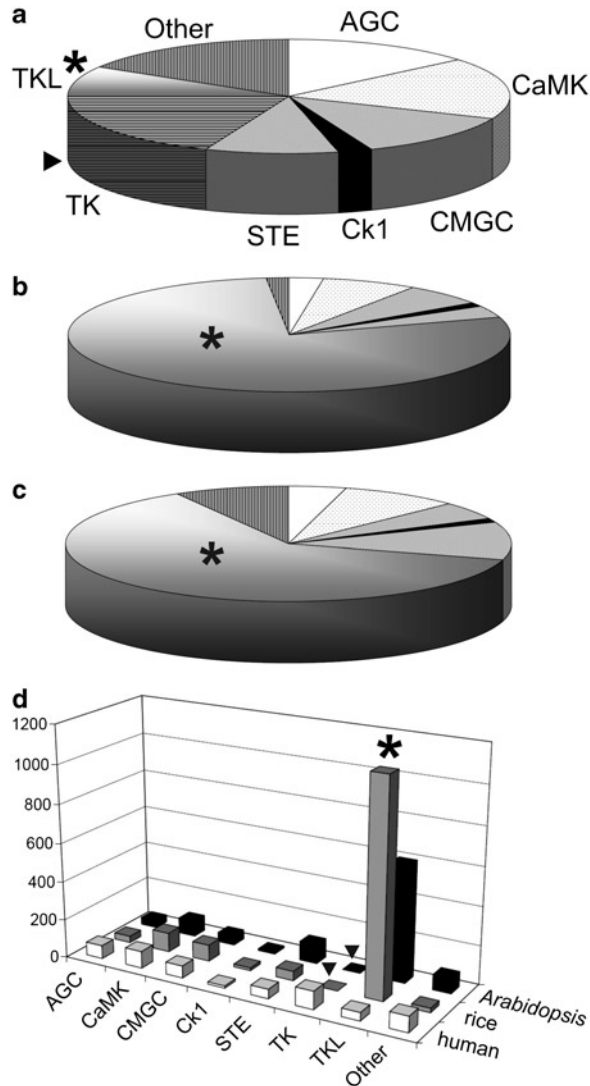 a
Other
AGC
TKL *
CaMK
TK
STE
Ck1
CMGC
b
*
c
*
d
*
1200
1000
800
600
400
200
0
AGC
CaMK
CMGC
Ck1
STE
TK
TKL
Other
Arabidopsis
rice
human